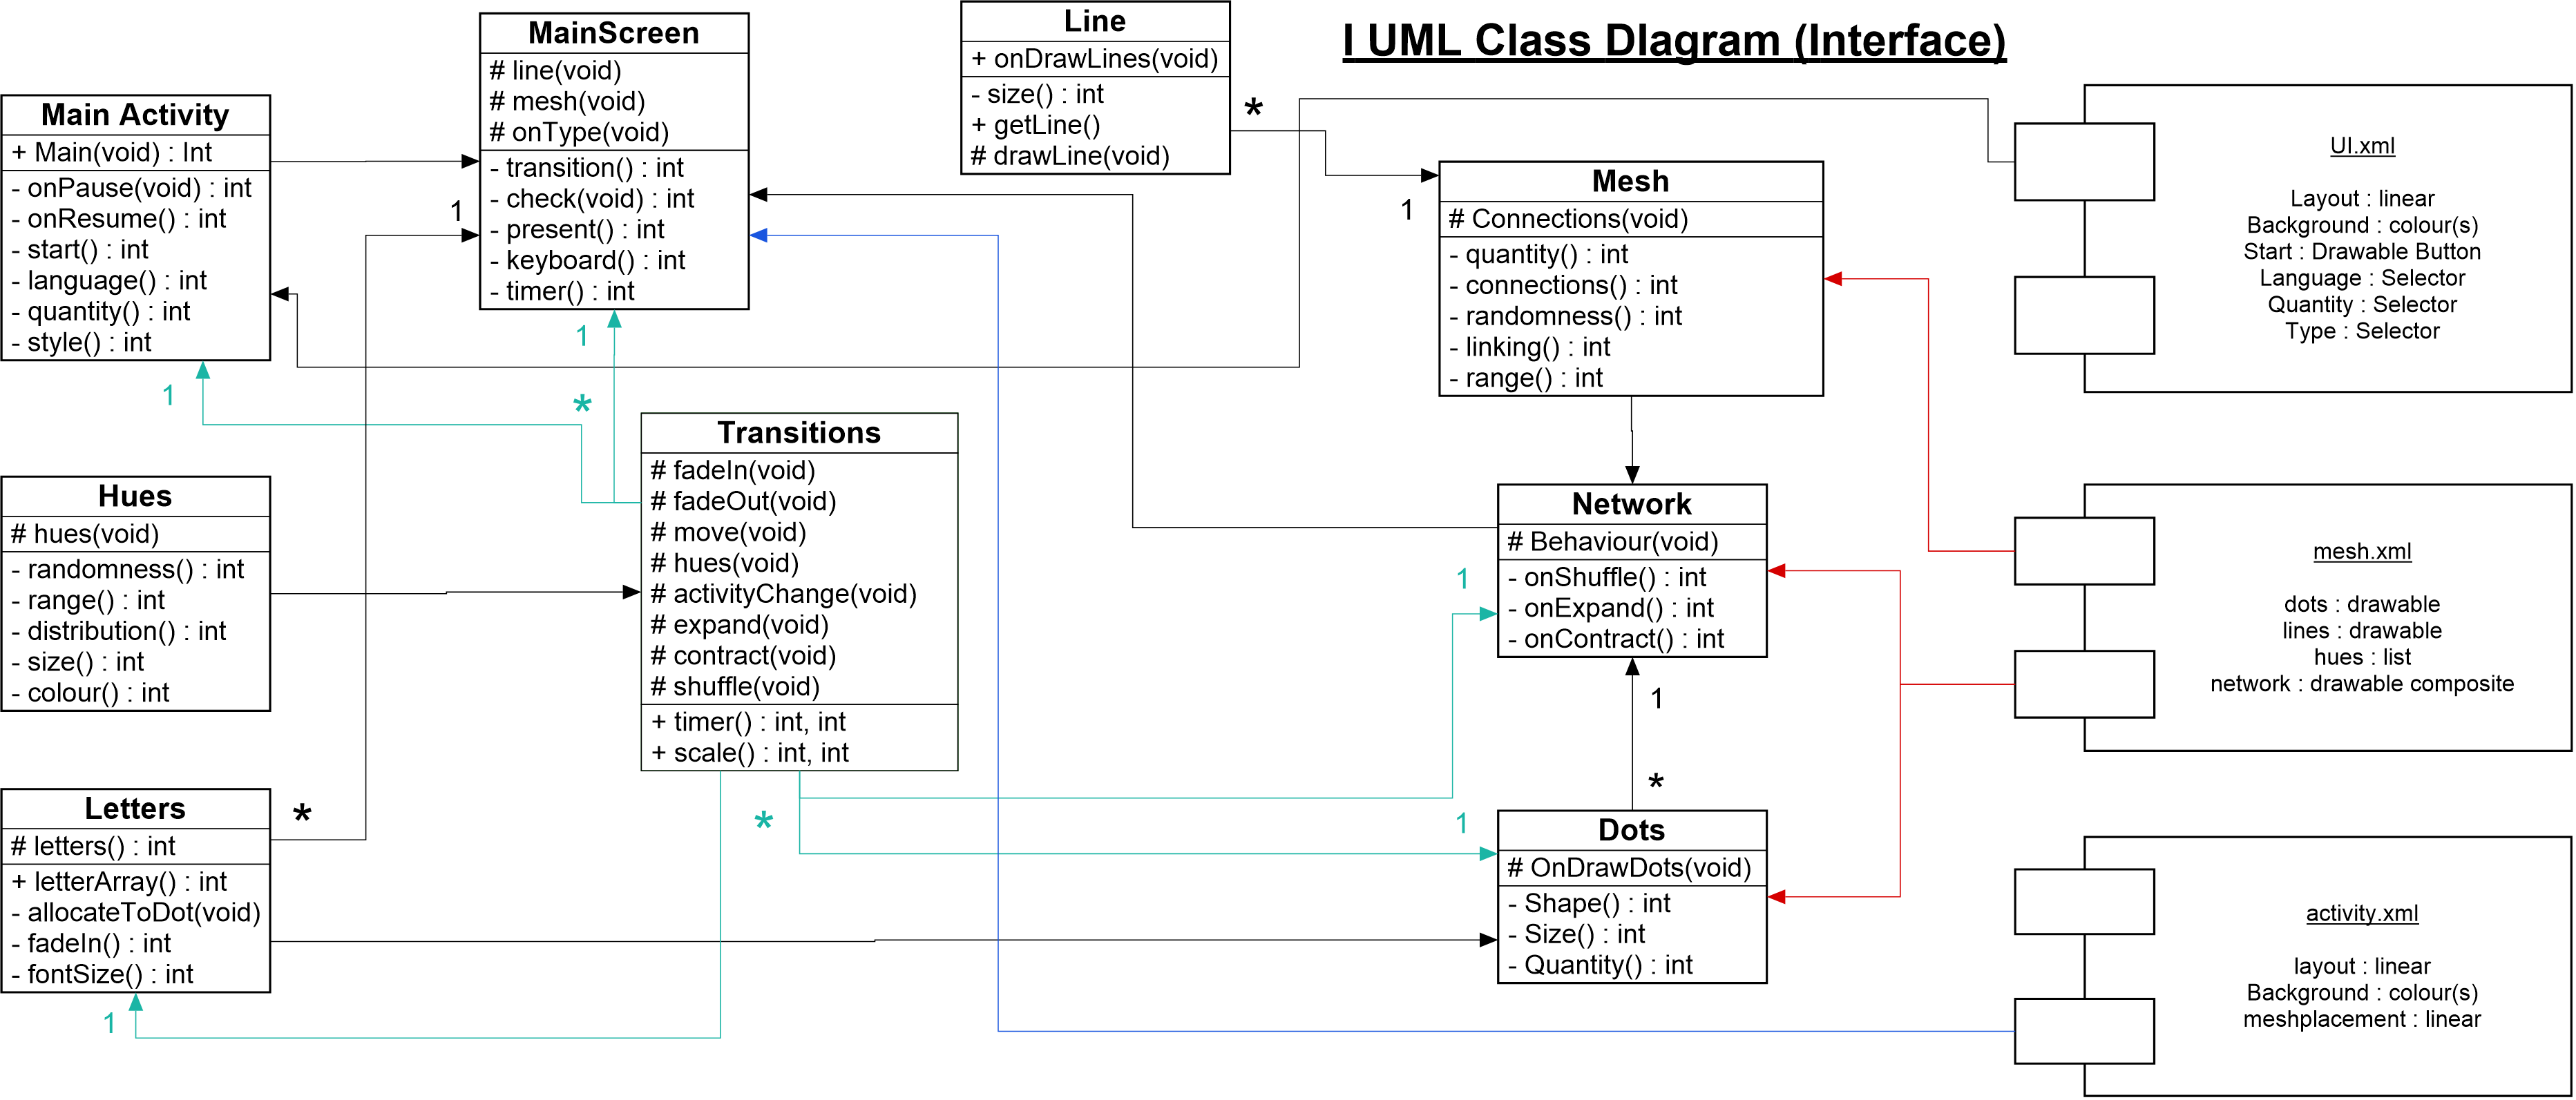 I UML Class DIagram (Interface)
Main Activity
+ Main(void) : Int
- onPause(void) : int
- onResume() : int
- start() : int
- language() : int
- quantity() : int
- style() : int
1
MainScreen
# line(void)
# mesh(void)
# onType(void)
- transition() : int
- check(void) : int
- present() : int
- keyboard() : int
- timer() : int
1
1
*
Line
+ onDrawLines(void)
- size() : int
+ getLine()
# drawLine(void)
*
1
Mesh
# Connections(void)
- quantity() : int
- connections() : int
- randomness() : int
- linking() : int
- range() : int
UI.xml
Layout : linear
Background : colour(s)
Start : Drawable Button
Language : Selector
Quantity : Selector
Type : Selector
Hues
# hues(void)
- randomness() : int
- range() : int
- distribution() : int
- size() : int
- colour() : int
Transitions
# fadeIn(void)
# fadeOut(void)
# move(void)
# hues(void)
# activityChange(void)
# expand(void)
# contract(void)
# shuffle(void)
+ timer() : int, int
+ scale() : int, int
*
Network
# Behaviour(void)
- onShuffle() : int
- onExpand() : int
- onContract() : int
1
1
*
mesh.xml
dots : drawable
lines : drawable
hues : list
network : drawable composite
Letters
# letters() : int
+ letterArray() : int
- allocateToDot(void)
- fadeIn() : int
- fontSize() : int
*
1
1
Dots
# OnDrawDots(void)
- Shape() : int
- Size() : int
- Quantity() : int
activity.xml
layout : linear
Background : colour(s)
meshplacement : linear